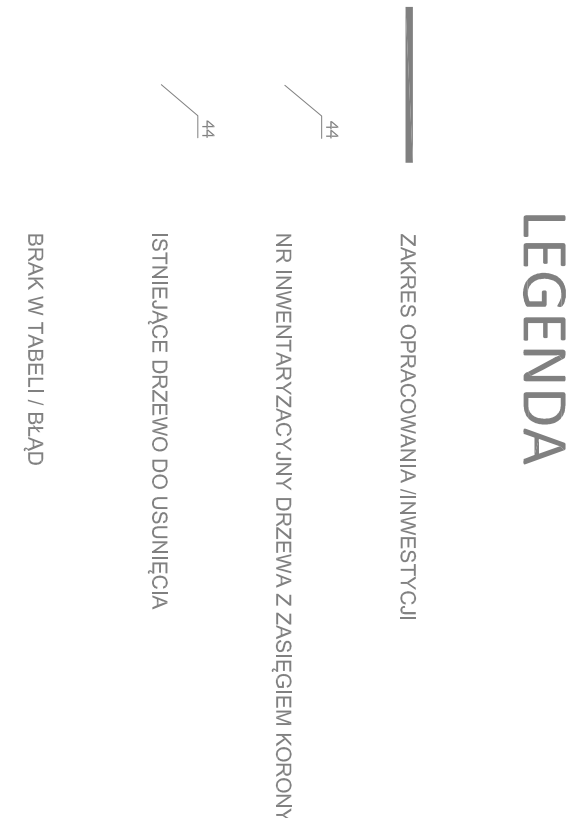 LEGENDA
ZAKRES OPRACOWANIA /INWESTYCJI
44
NR INWENTARYZACYJNY DRZEWA Z ZASIĘGIEM KORONY
44
ISTNIEJĄCE DRZEWO DO USUNIĘCIA
BRAK W TABELI / BŁĄD